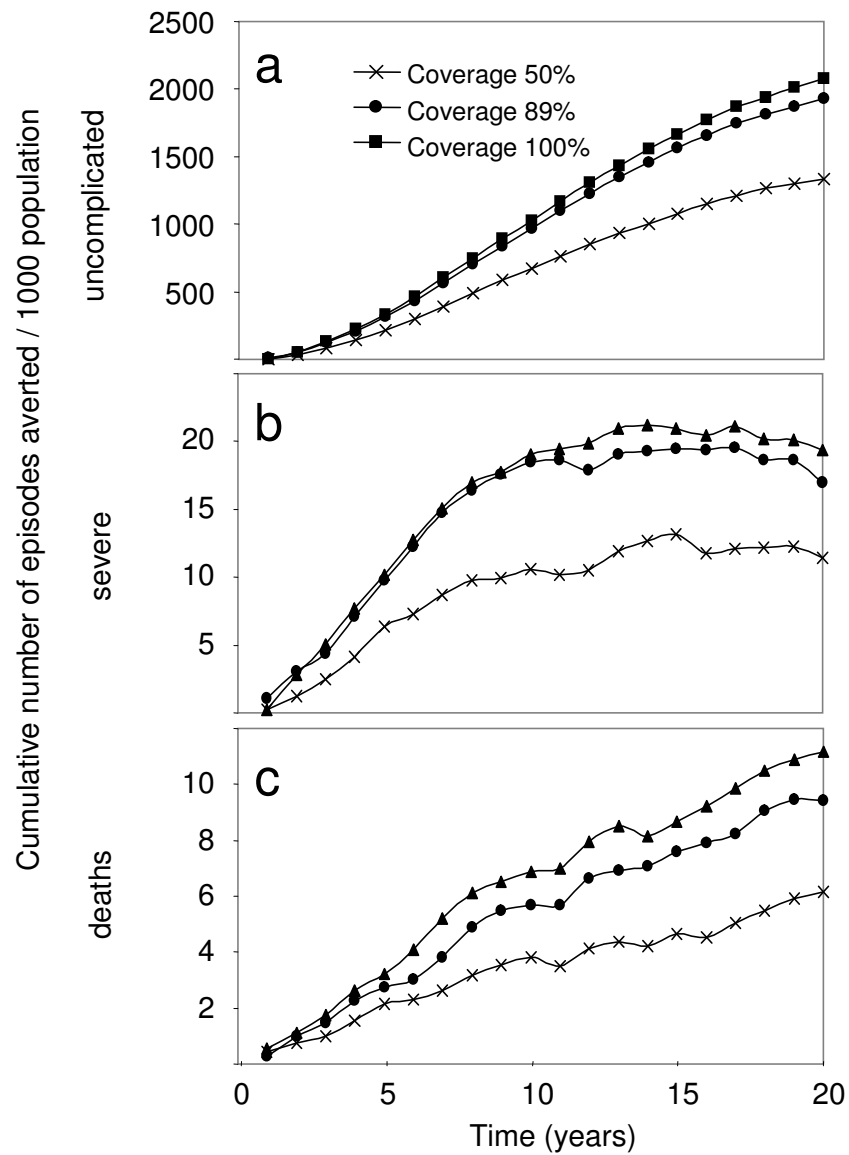 Cumulative number of episodes averted / 1000 population
uncomplicated
2500
2000
1500
1000
500
a
Coverage 50%
Coverage 89%
Coverage 100%
severe
20
15
10
5
b
deaths
10
8
6
4
2
c
0 5 10 15 20
Time (years)